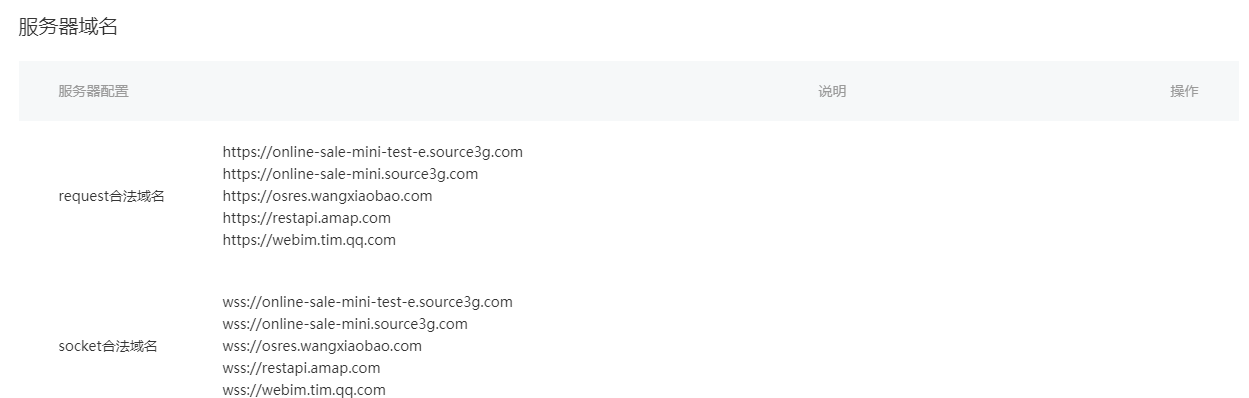 服务器域名
服务器配置 说明 操作
https://online-sale-mini-test-e.source3g.com
https://online-sale-mini.source3g.com
request合法域名 https://osres.wangxiaobao.com
https://restapi.amap.com
https://webim.tim.qq.com
wss://online-sale-mini-test-e.source3g.com
wss://online-sale-mini.source3g.com
socket合法域名 wss://osres.wangxiaobao.com
wss://restapi.amap.com
wss://webim.tim.qq.com